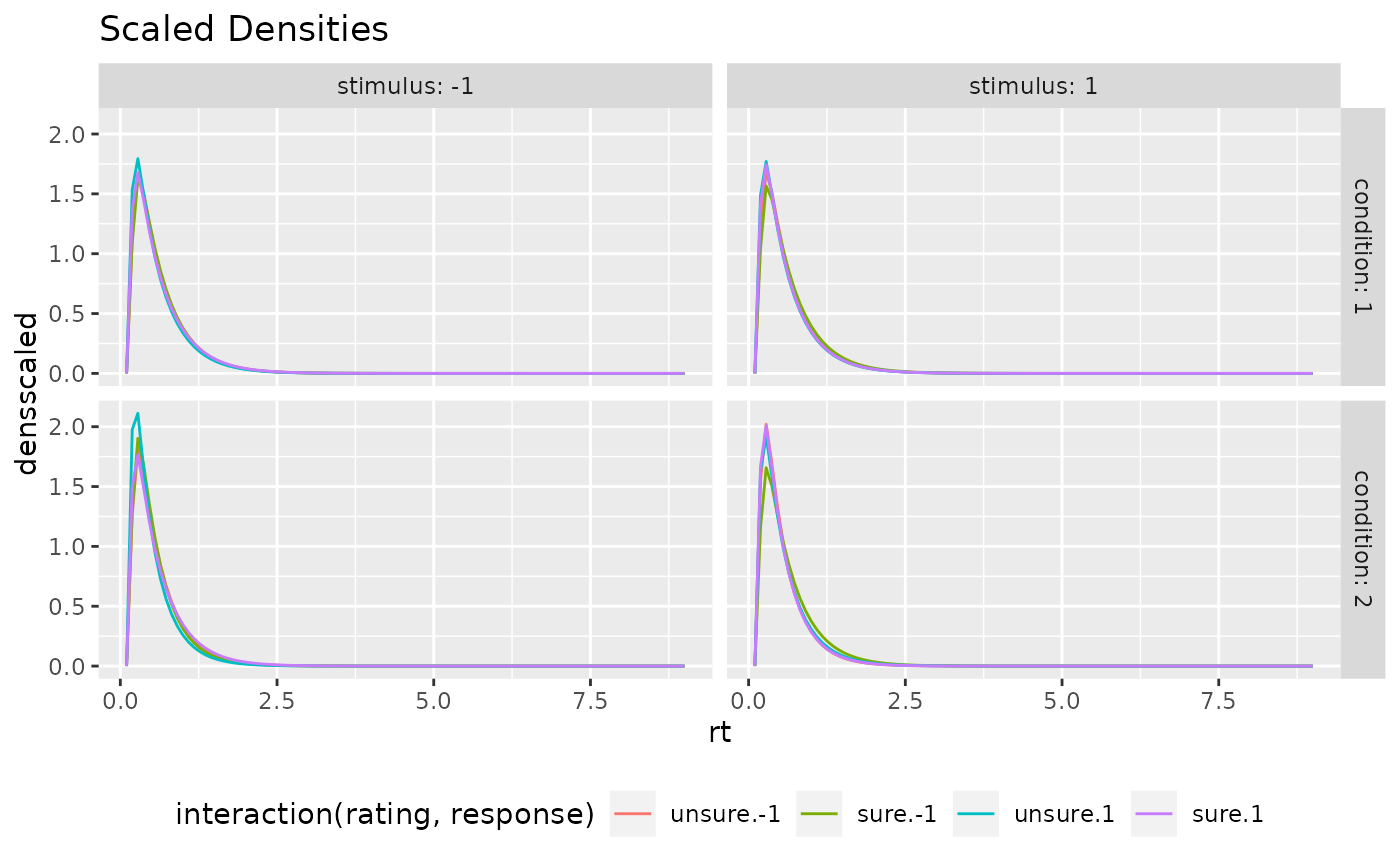 Scaled Densities
stimulus: -1
stimulus: 1
2.0
1.5
1.0
0.5
0.0
condition: 1
densscaled
2.0
1.5
1.0
0.5
0.0
condition: 2
0.0 2.5 5.0 7.5
0.0 2.5 5.0 7.5
rt
interaction(rating, response) unsure.-1 sure.-1 unsure.1 sure.1